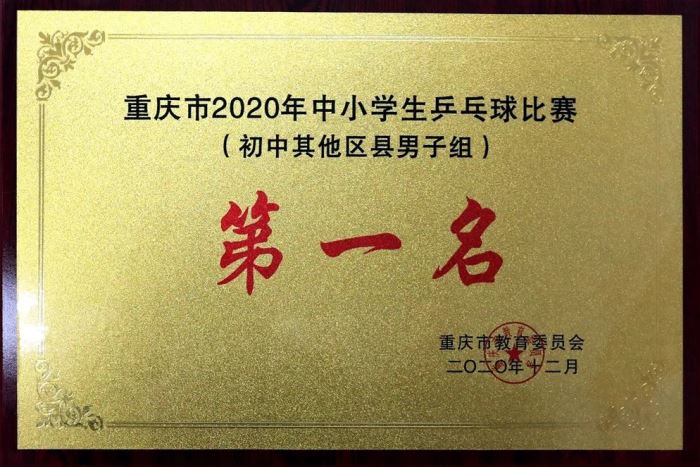 重庆市2020年中小学生乒乓球比赛
（初中其他区县男子组）
第一名
重庆市教育委员会
二〇二〇年十二月